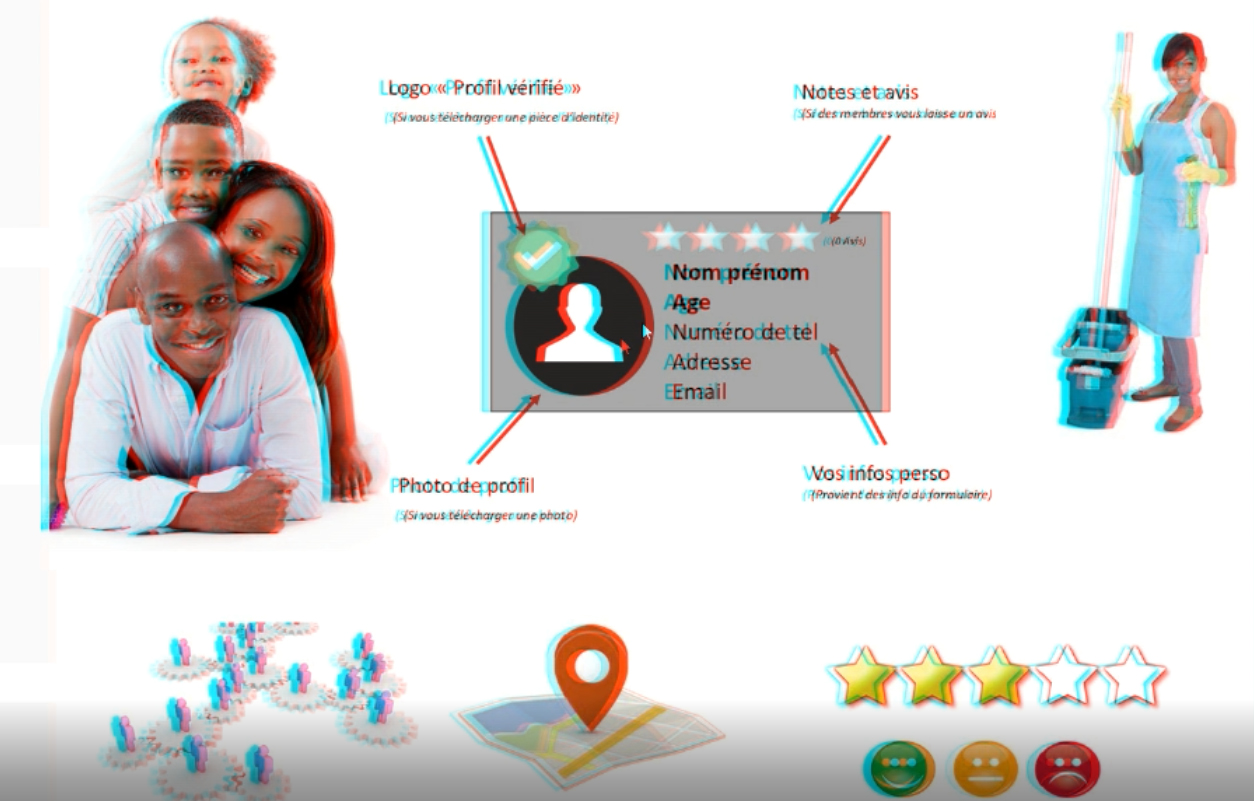 Logo «Profil vérifié»
(Si vous télécharger une pièce d'identité)
Notes et avis
(Si des membres vous laisse un avis
(0 Avis)
Nom prénom
Age
Numéro de tel
Adresse
Email
Photo de profil
(Si vous télécharger une photo)
Vos infos perso
(Provient des info du formulaire)